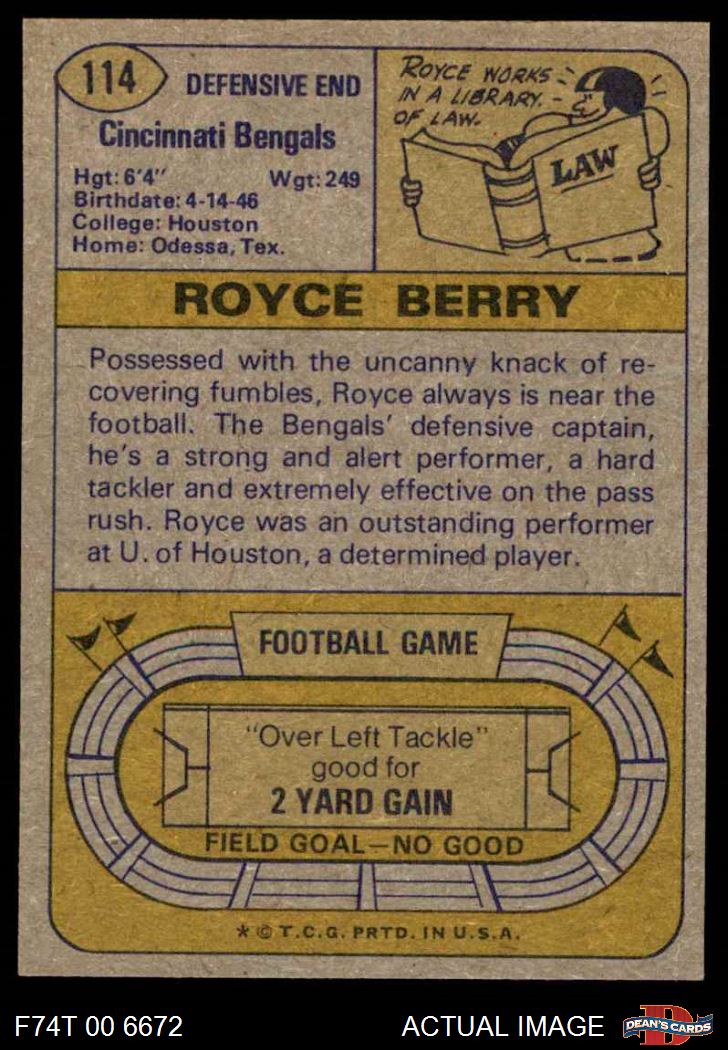 114
DEFENSIVE END
Cincinnati Bengals
Hgt: 6'4" Wgt: 249
Birthdate: 4-14-46
College: Houston
Home: Odessa, Tex.
ROYCE WORKS
IN A LIBRARY
OF LAW.
LAW
ROYCE BERRY
Possessed with the uncanny knack of re-
covering fumbles, Royce always is near the
football. The Bengals' defensive captain,
he's a strong and alert performer, a hard
tackler and extremely effective on the pass
rush. Royce was an outstanding performer
at U. of Houston, a determined player.
FOOTBALL GAME
"Over Left Tackle"
good for
2 YARD GAIN
FIELD GOAL—NO GOOD
* © T.C.G. PRTD. IN U.S.A.
F74T 00 6672 ACTUAL IMAGE
D
DEAN'S CARDS